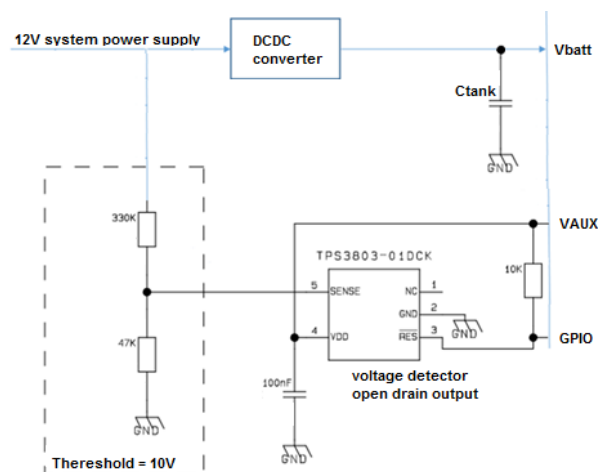 12V system power supply
DCDC
converter
Vbatt
Ctank
GND
330K
TPS3803-01DCK
VAUX
5
SENSE
NC
1
10K
GND
2
GND
4
VDD
RES
3
GPIO
47K
100nF
voltage detector
open drain output
GND
GND
Thereshold = 10V